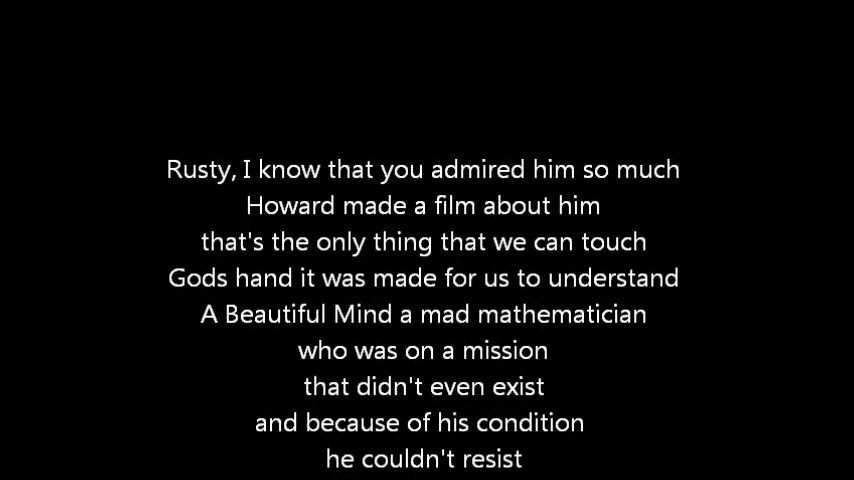 Rusty, I know that you admired him so much
Howard made a film about him
that's the only thing that we can touch
Gods hand it was made for us to understand
A Beautiful Mind a mad mathematician
who was on a mission
that didn't even exist
and because of his condition
he couldn't resist